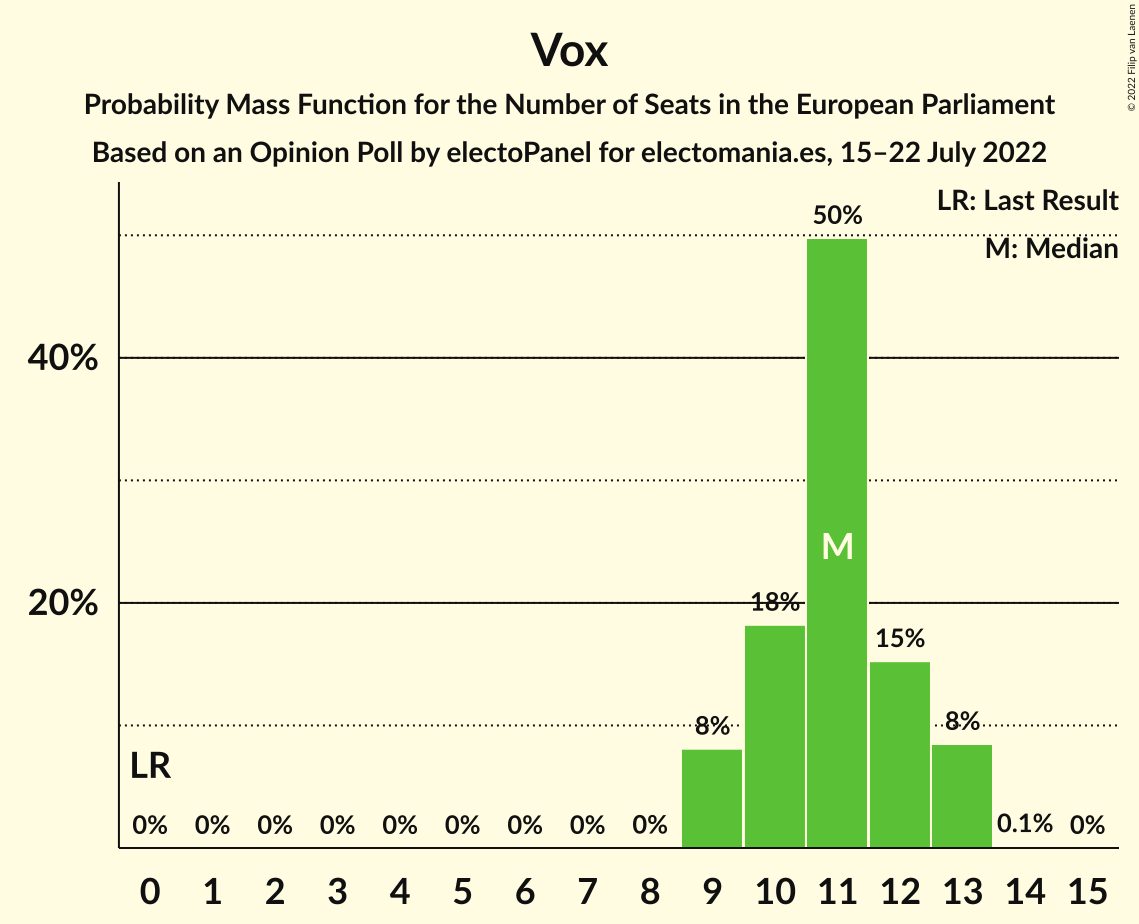 Vox
Probability Mass Function for the Number of Seats in the European Parliament
Based on an Opinion Poll by electoPanel for electomania.es, 15–22 July 2022
© 2022 Filip van Laenen
LR: Last Result
M: Median
50%
40%
M
20%
18%
15%
8%
8%
LR
0% 0% 0% 0% 0% 0% 0% 0% 0% 0.1% 0%
0 1 2 3 4 5 6 7 8 9 10 11 12 13 14 15